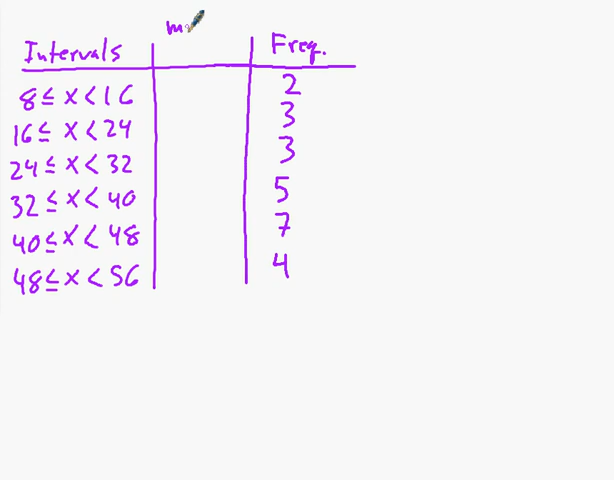 m
Intervals Freq.
8 ≤ x < 16 2
16 ≤ x < 24 3
24 ≤ x < 32 3
32 ≤ x < 40 5
40 ≤ x < 48 7
48 ≤ x < 56 4